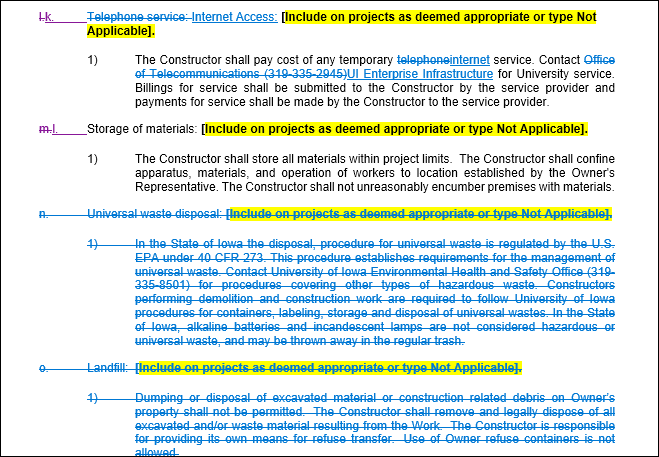 l.k. Telephone service: Internet Access: [Include on projects as deemed appropriate or type Not
Applicable].
1) The Constructor shall pay cost of any temporary telephoneinternet service. Contact Office
of Telecommunications (319-335-2945)UI Enterprise Infrastructure for University service.
Billings for service shall be submitted to the Constructor by the service provider and
payments for service shall be made by the Constructor to the service provider.
m.l. Storage of materials: [Include on projects as deemed appropriate or type Not Applicable].
1) The Constructor shall store all materials within project limits. The Constructor shall confine
apparatus, materials, and operation of workers to location established by the Owner's
Representative. The Constructor shall not unreasonably encumber premises with materials.
n. Universal waste disposal: [Include on projects as deemed appropriate or type Not Applicable].
1) In the State of Iowa the disposal, procedure for universal waste is regulated by the U.S.
EPA under 40 CFR 273. This procedure establishes requirements for the management of
universal waste. Contact University of Iowa Environmental Health and Safety Office (319-
335-8501) for procedures covering other types of hazardous waste. Constructors
performing demolition and construction work are required to follow University of Iowa
procedures for containers, labeling, storage and disposal of universal wastes. In the State
of Iowa, alkaline batteries and incandescent lamps are not considered hazardous or
universal waste, and may be thrown away in the regular trash.
o. Landfill: [Include on projects as deemed appropriate or type Not Applicable].
1) Dumping or disposal of excavated material or construction related debris on Owner's
property shall not be permitted. The Constructor shall remove and legally dispose of all
excavated and/or waste material resulting from the Work. The Constructor is responsible
for providing its own means for refuse transfer. Use of Owner refuse containers is not
allowed.